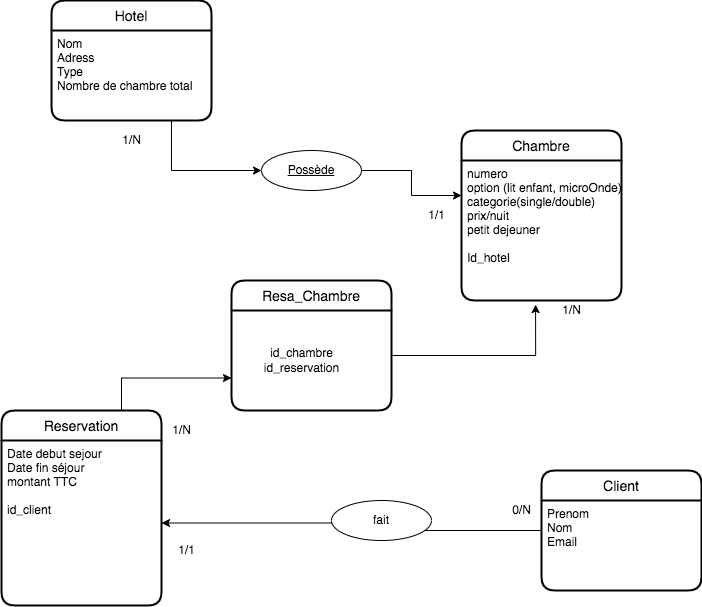 Hotel
Nom
Adress
Type
Nombre de chambre total
1/N
Possède
1/1
Chambre
numero
option (lit enfant, microOnde)
categorie(single/double)
prix/nuit
petit dejeuner
Id_hotel
1/N
Resa_Chambre
id_chambre
id_reservation
1/N
Reservation
Date debut sejour
Date fin séjour
montant TTC
id_client
1/1
fait
0/N
Client
Prenom
Nom
Email